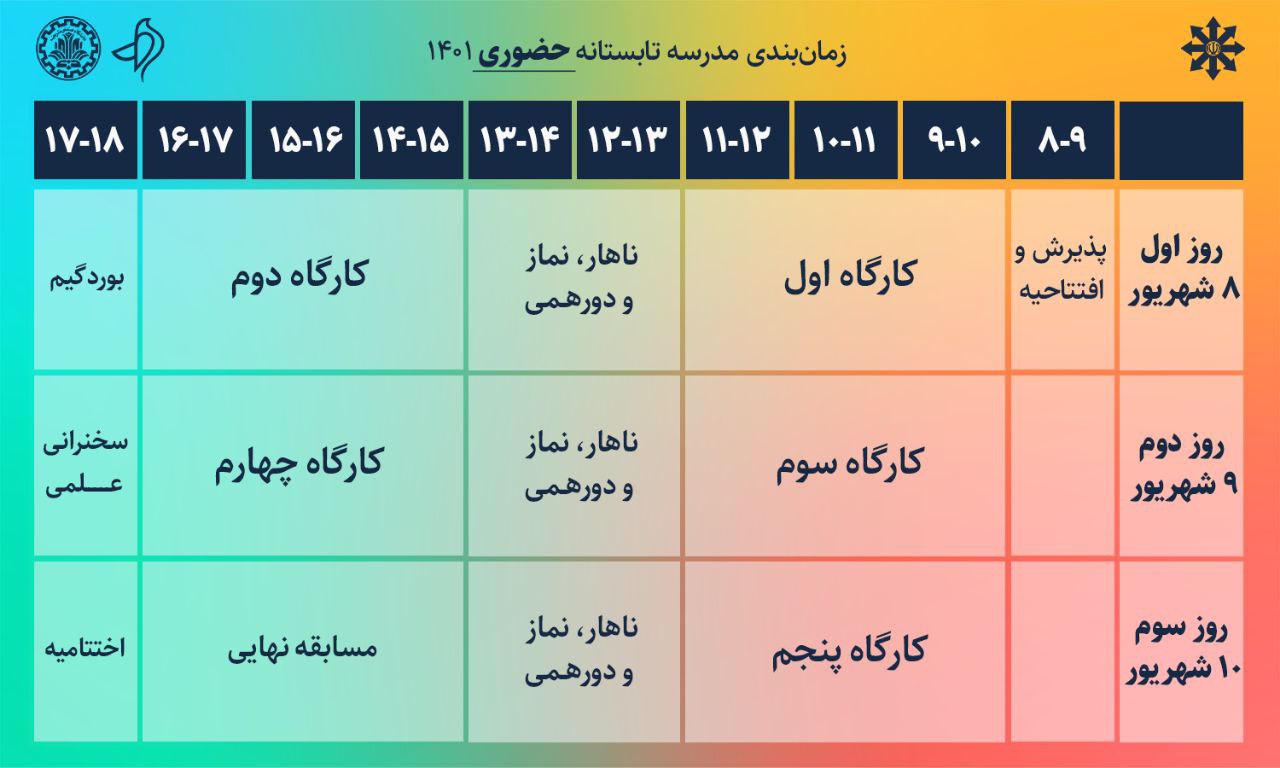 زمان‌بندی مدرسه تابستانه حضوری ۱۴۰۱
۸-۹
۹-۱۰
۱۰-۱۱
۱۱-۱۲
۱۲-۱۳
۱۳-۱۴
۱۴-۱۵
۱۵-۱۶
۱۶-۱۷
۱۷-۱۸
روز اول
۸ شهریور
پذیرش و
افتتاحیه
کارگاه اول
ناهار، نماز
و دورهمی
کارگاه دوم
بوردگیم
روز دوم
۹ شهریور
کارگاه سوم
ناهار، نماز
و دورهمی
کارگاه چهارم
سخنرانی
عـــلمی
روز سوم
۱۰ شهریور
کارگاه پنجم
ناهار، نماز
و دورهمی
مسابقه نهایی
اختتامیه